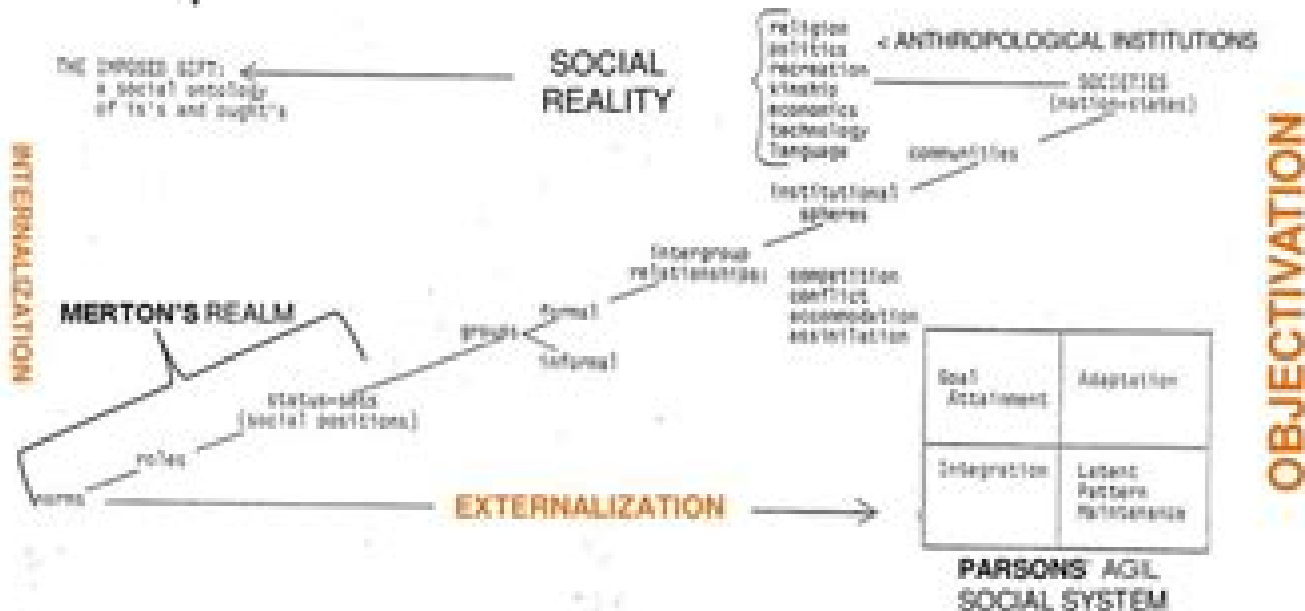 religion
politics
recreation
kinship
economics
technology
language
< ANTHROPOLOGICAL INSTITUTIONS
THE IMPOSED GIFT:
a social ontology
of is's and ought's
SOCIAL
REALITY
SOCIETIES
(nation-states)
communities
institutional
spheres
intergroup
relationships:
competition
conflict
accommodation
assimilation
INTERNALIZATION
OBJECTIVATION
MERTON'S REALM
groups
formal
informal
status-sets
(social positions)
roles
norms
EXTERNALIZATION
Goal
Attainment
Adaptation
Integration
Latent
Pattern
Maintenance
PARSONS' AGIL
SOCIAL SYSTEM